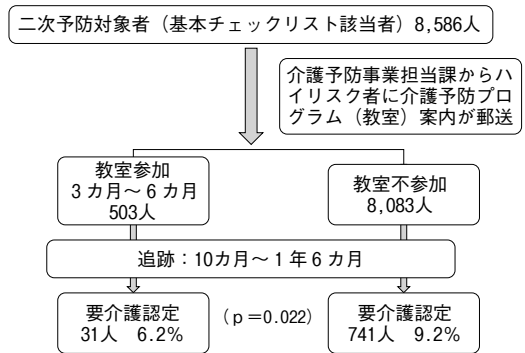 二次予防対象者（基本チェックリスト該当者）8,586人
介護予防事業担当課からハ
イリスク者に介護予防プロ
グラム（教室）案内が郵送
教室参加
3カ月～6カ月
503人
教室不参加
8,083人
追跡：10カ月～1年6カ月
要介護認定
31人　6.2%
（p＝0.022）
要介護認定
741人　9.2%